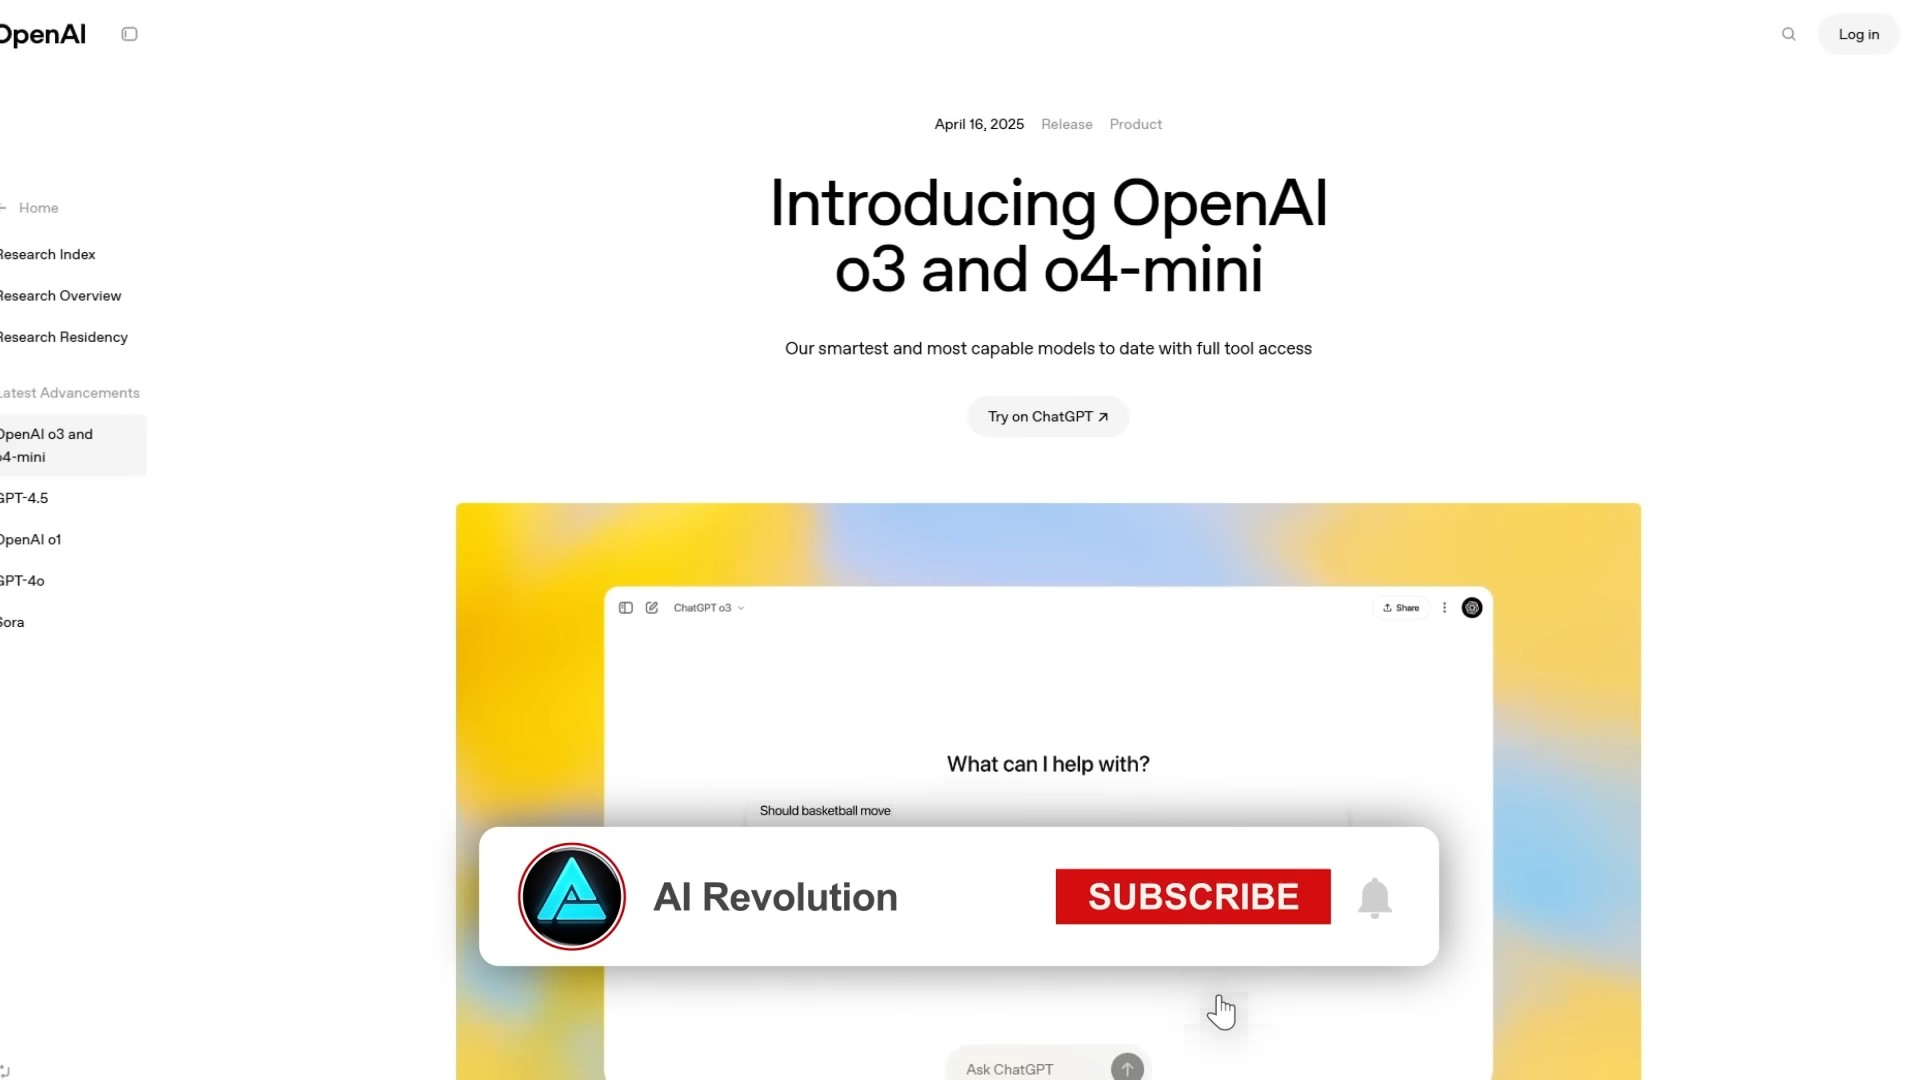 OpenAI
Log in
April 16, 2025 Release Product
Introducing OpenAI
o3 and o4-mini
Our smartest and most capable models to date with full tool access
Try on ChatGPT ↗
Home
Research Index
Research Overview
Research Residency
Latest Advancements
OpenAI o3 and
o4-mini
GPT-4.5
OpenAI o1
GPT-4o
Sora
ChatGPT o3
Share
What can I help with?
Should basketball move
AI Revolution
SUBSCRIBE
Ask ChatGPT